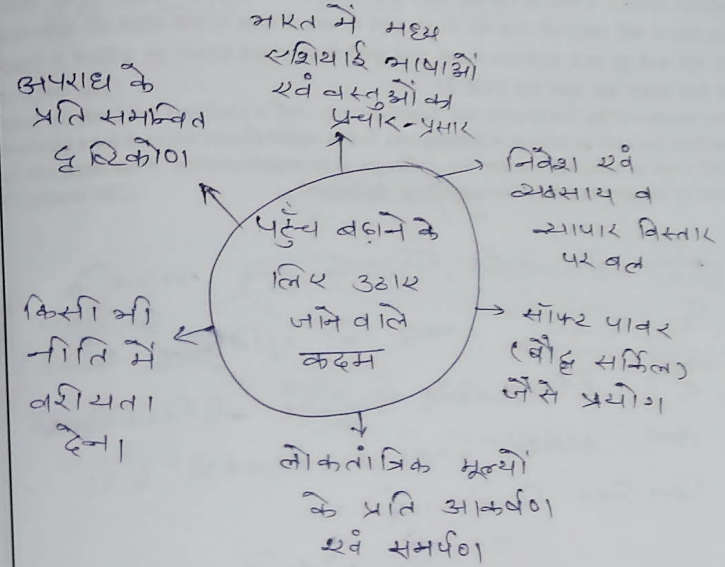 भारत में मध्य
एशियाई भाषाओं
एवं वस्तुओं का
प्रचार-प्रसार
अपराध के
प्रति समन्वित
दृष्टिकोण
निवेश एवं
व्यवसाय व
व्यापार विस्तार
पर बल
पहुँच बढ़ाने के
लिए उठाए
जाने वाले
कदम
किसी भी
नीति में
वरीयता
देना।
सॉफ्ट पावर
(बौद्ध सर्किल)
जैसे प्रयोग
लोकतांत्रिक मूल्यों
के प्रति आकर्षण
एवं समर्पण